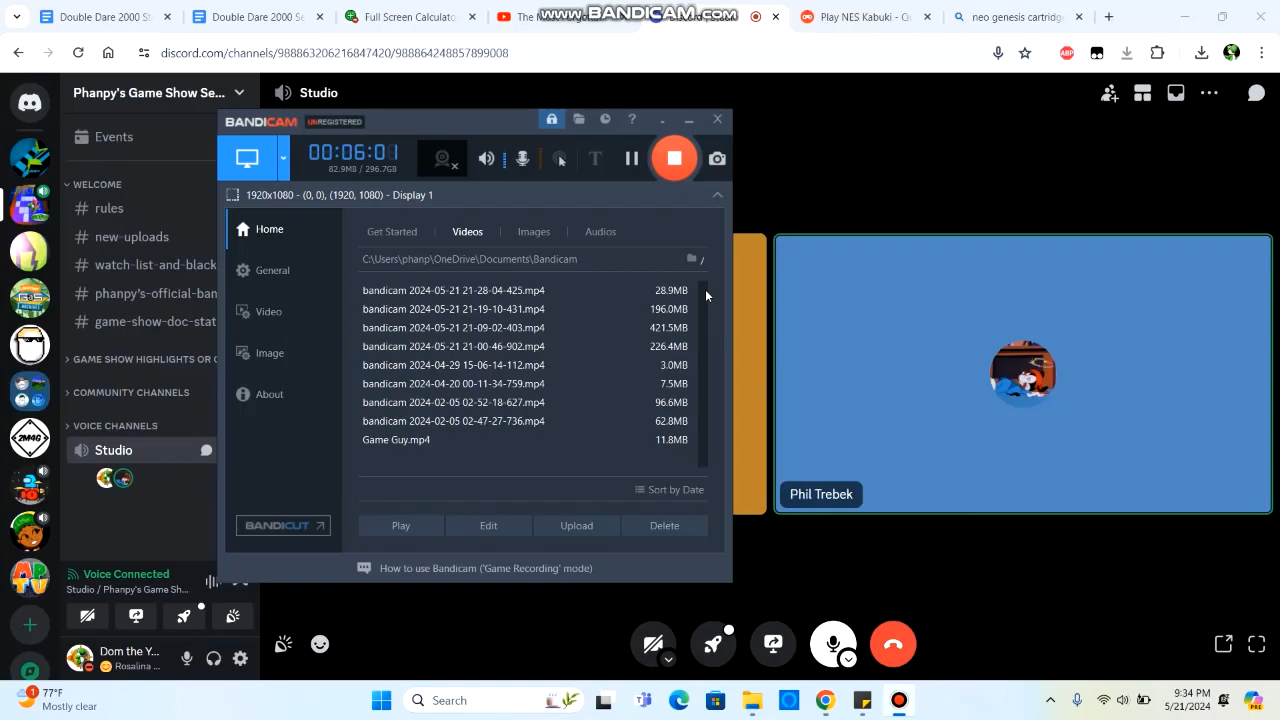 Double Dare 2000 St
Double Dare 2000 Se
Full Screen Calculato
The
www.BANDICAM.com
Play NES Kabuki - O
neo genesis cartridg
discord.com/channels/988863206216847420/988864248857899008
ABP
Phanpy's Game Show Se...
Studio
Events
WELCOME
rules
new-uploads
watch-list-and-black
phanpy's-official-ban
game-show-doc-stat
GAME SHOW HIGHLIGHTS OR C
COMMUNITY CHANNELS
VOICE CHANNELS
Studio
2M4G
APTV
Voice Connected
Studio / Phanpy's Game Sh...
Dom the Y...
Rosalina ...
BANDICAM UNREGISTERED
00:06:01
82.9MB / 296.7GB
1920x1080 - (0, 0), (1920, 1080) - Display 1
Home
General
Video
Image
About
BANDICUT
Get Started Videos Images Audios
C:\Users\phanp\OneDrive\Documents\Bandicam
bandicam 2024-05-21 21-28-04-425.mp4 28.9MB
bandicam 2024-05-21 21-19-10-431.mp4 196.0MB
bandicam 2024-05-21 21-09-02-403.mp4 421.5MB
bandicam 2024-05-21 21-00-46-902.mp4 226.4MB
bandicam 2024-04-29 15-06-14-112.mp4 3.0MB
bandicam 2024-04-20 00-11-34-759.mp4 7.5MB
bandicam 2024-02-05 02-52-18-627.mp4 96.6MB
bandicam 2024-02-05 02-47-27-736.mp4 62.8MB
Game Guy.mp4 11.8MB
Sort by Date
Play Edit Upload Delete
How to use Bandicam ('Game Recording' mode)
Phil Trebek
1
77°F
Mostly clear
Search
9:34 PM
5/21/2024
PRE